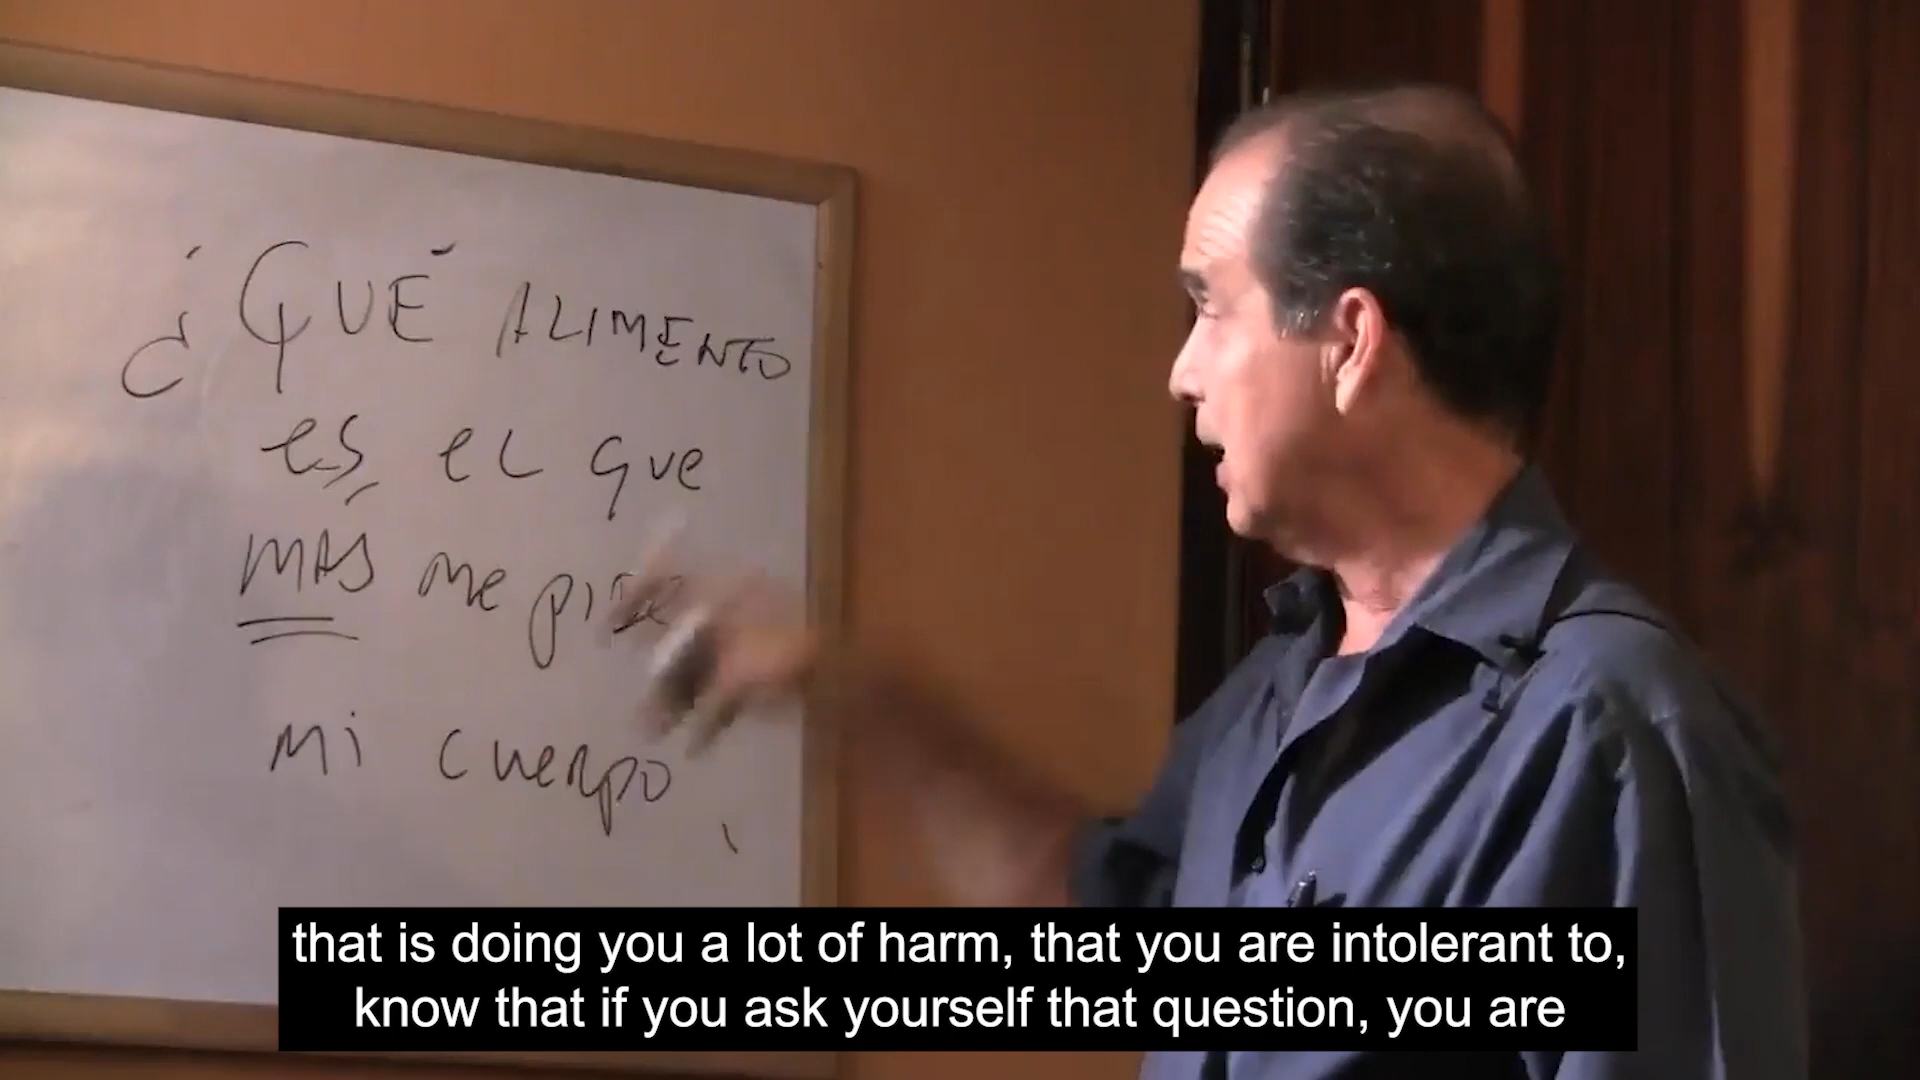 ¿QUÉ ALIMENTO
es el que
MAS me pide
mi cuerpo
that is doing you a lot of harm, that you are intolerant to,
know that if you ask yourself that question, you are